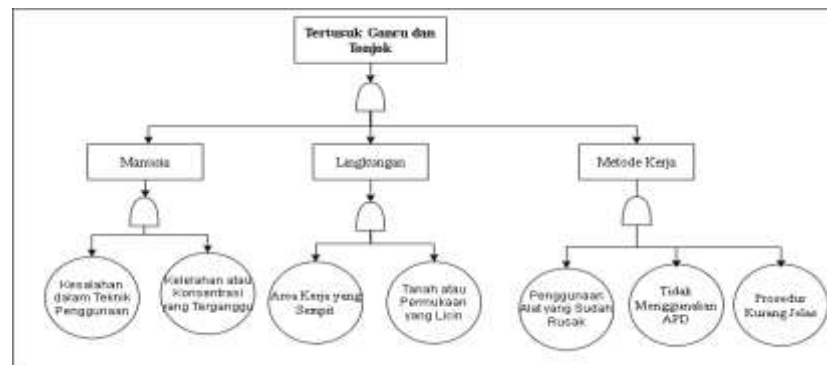 Tertusuk Gancu dan
Tonjok
Manusia
Lingkungan
Metode Kerja
Kesalahan
dalam Teknik
Penggunaan
Kelelahan atau
Konsentrasi
yang Terganggu
Area Kerja yang
Sempit
Tanah atau
Permukaan
yang Licin
Penggunaan
Alat yang Sudah
Rusak
Tidak
Menggunakan
APD
Prosedur
Kurang Jelas